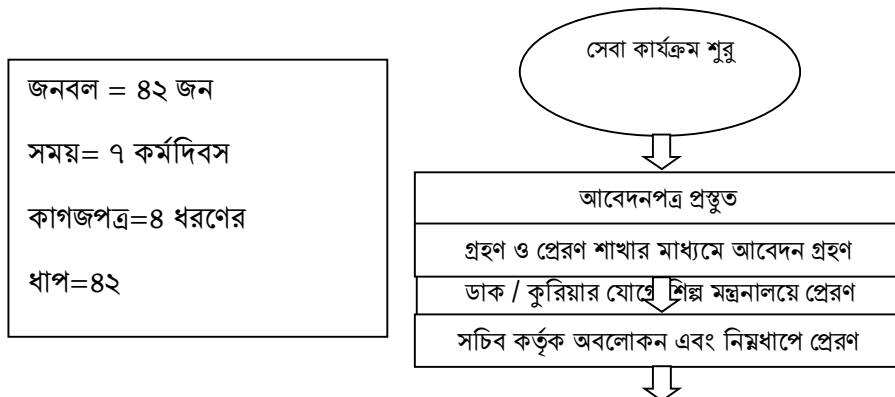 জনবল = ৪২ জন
সময়= ৭ কর্মদিবস
কাগজপত্র=৪ ধরণের
ধাপ=৪২
সেবা কার্যক্রম শুরু
আবেদনপত্র প্রস্তুত
গ্রহণ ও প্রেরণ শাখার মাধ্যমে আবেদন গ্রহণ
ডাক / কুরিয়ার যোগে শিল্প মন্ত্রনালয়ে প্রেরণ
সচিব কর্তৃক অবলোকন এবং নিম্নধাপে প্রেরণ